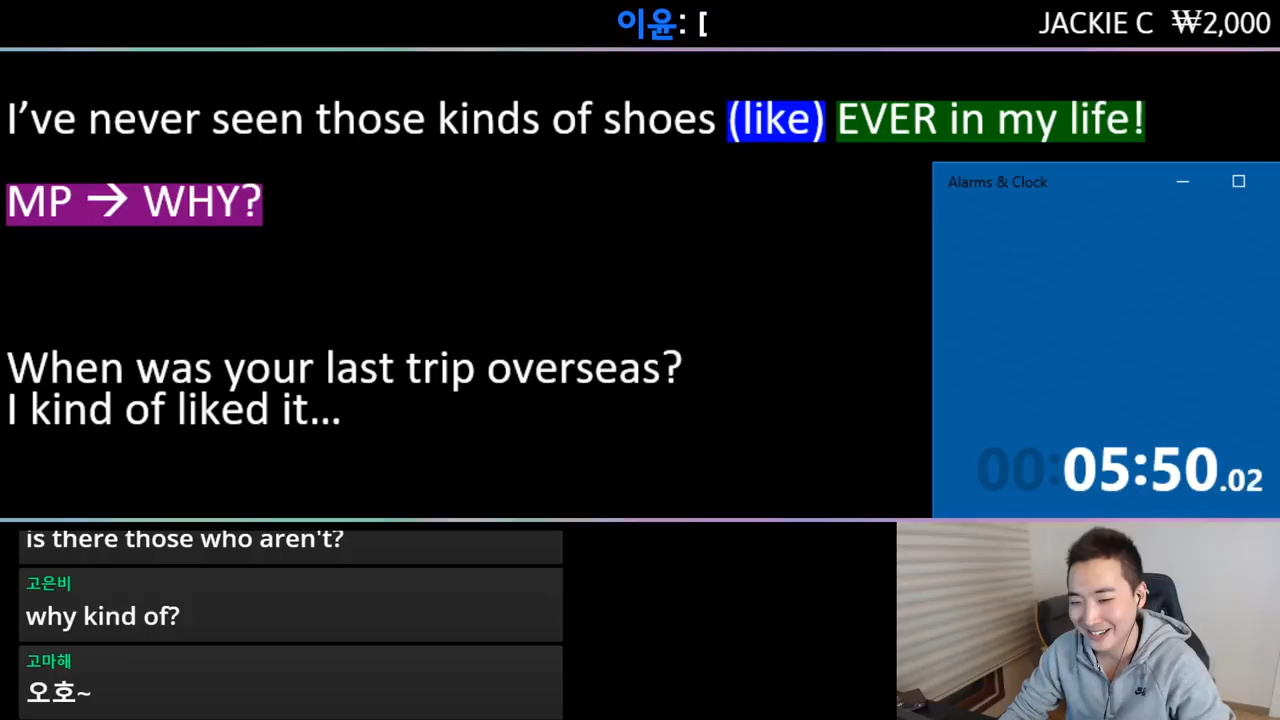 이윤: [
JACKIE C ₩2,000
I’ve never seen those kinds of shoes (like) EVER in my life!
MP → WHY?
Alarms & Clock
When was your last trip overseas?
I kind of liked it...
00:05:50.02
is there those who aren't?
고은비
why kind of?
고마해
오호~